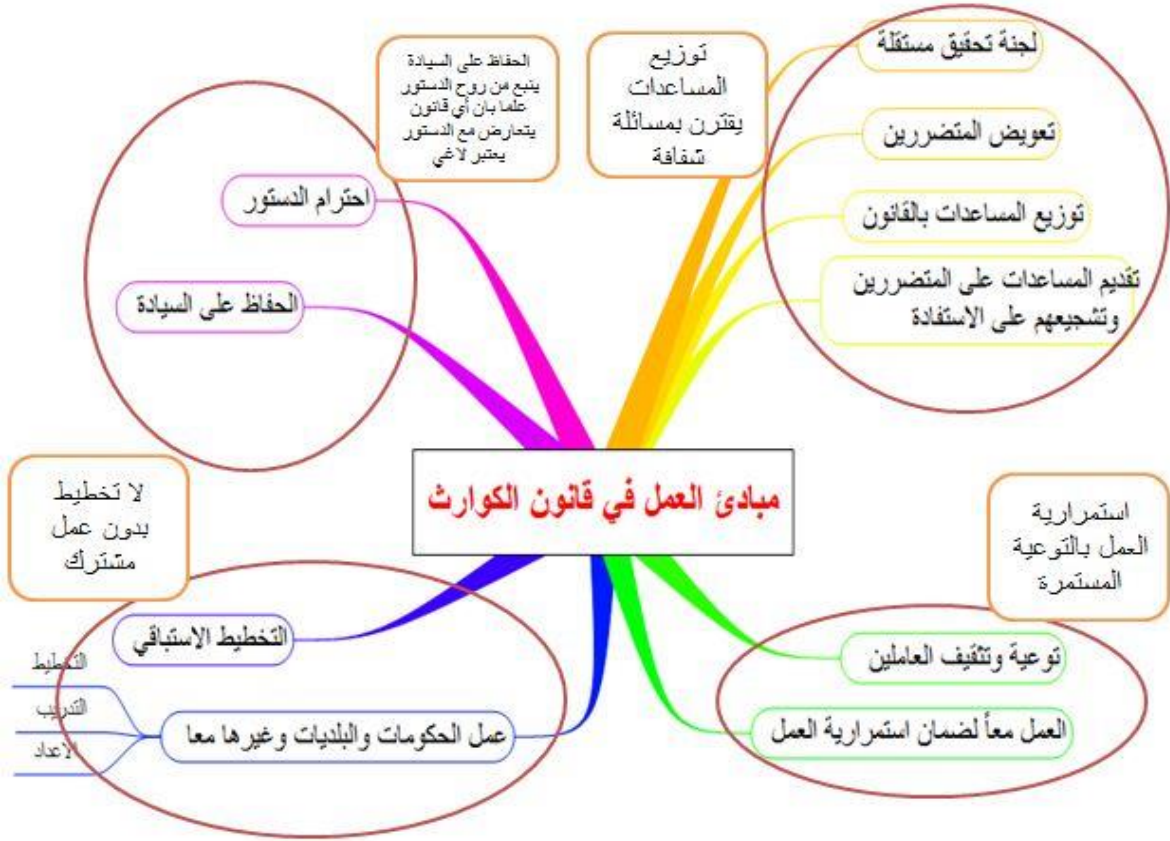 لجنة تحقيق مستقلة
تعويض المتضررين
توزيع المساعدات بالقانون
تقديم المساعدات على المتضررين
وتشجيعهم على الاستفادة
توزيع
المساعدات
يقترن بمسائلة
شفافة
الحفاظ على السيادة
ينبع من روح الدستور
علما بان أي قانون
يتعارض مع الدستور
يعتبر لاغي
احترام الدستور
الحفاظ على السيادة
مبادئ العمل في قانون الكوارث
استمرارية
العمل بالتوعية
المستمرة
توعية وتثقيف العاملين
العمل معاً لضمان استمرارية العمل
لا تخطيط
بدون عمل
مشترك
التخطيط الاستباقي
عمل الحكومات والبلديات وغيرها معا
التخطيط
التدريب
الاعداد